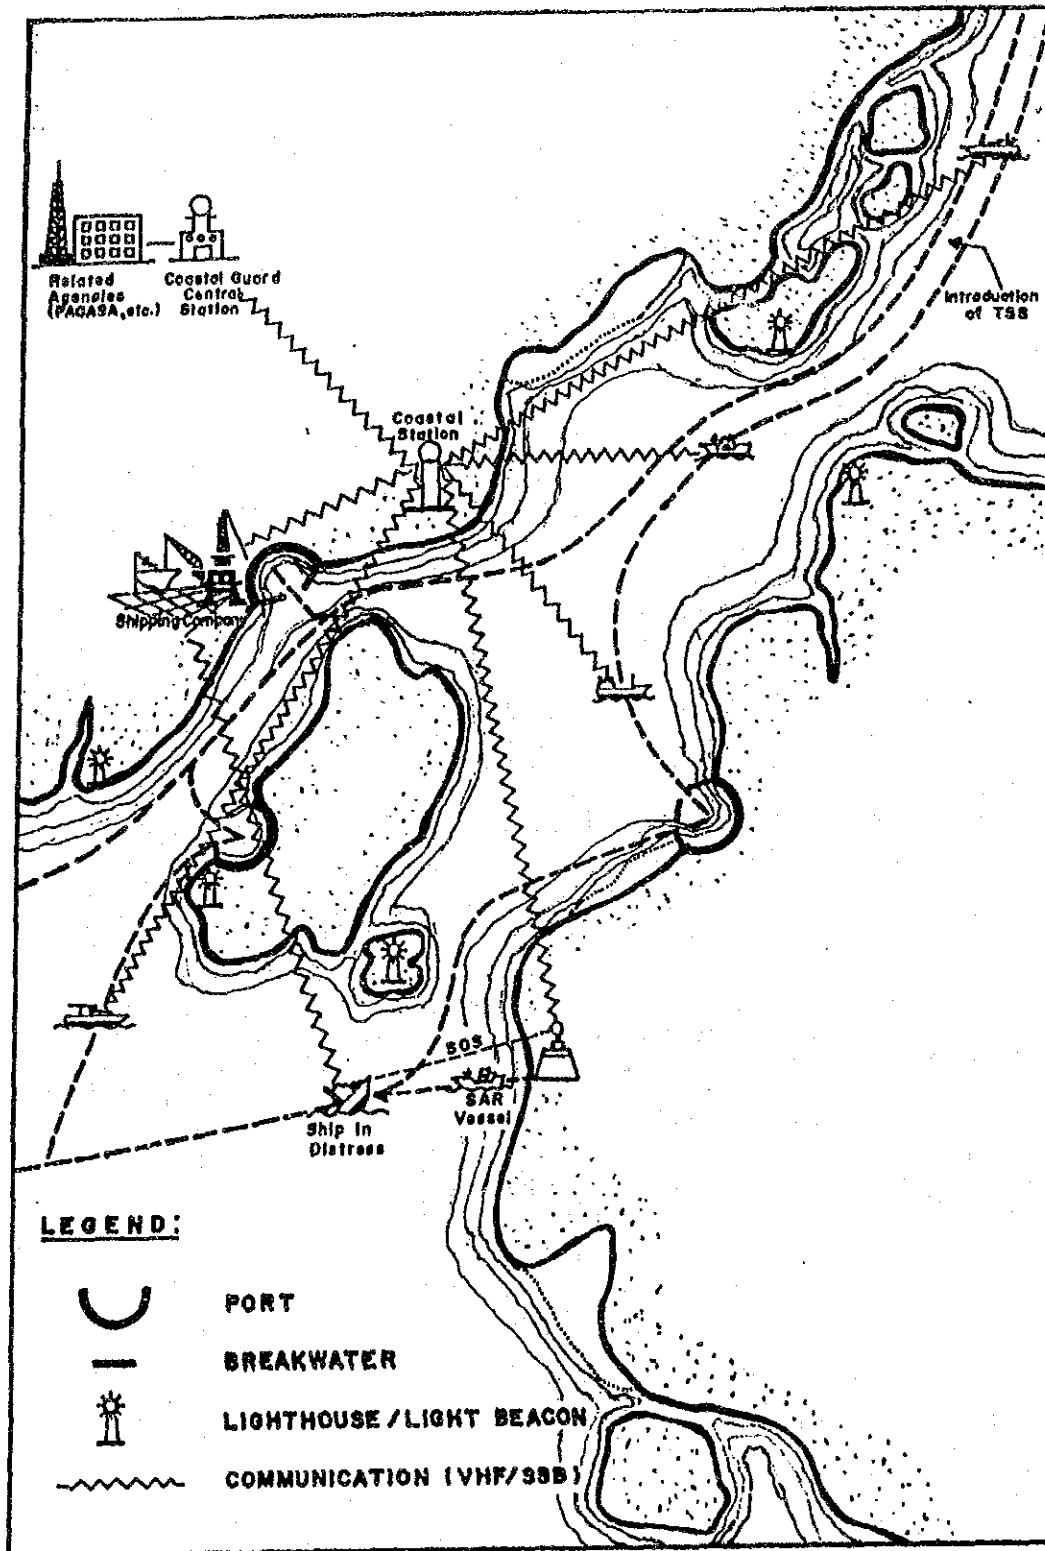 Related
Agencies
(PAGASA, etc.)
Coastal Guard
Central
Station
Introduction
of TSS
Coastal
Station
Shipping Company
SOS
SAR
Vessel
Ship in
Distress
LEGEND:
PORT
BREAKWATER
LIGHTHOUSE / LIGHT BEACON
COMMUNICATION (VHF/SSB)